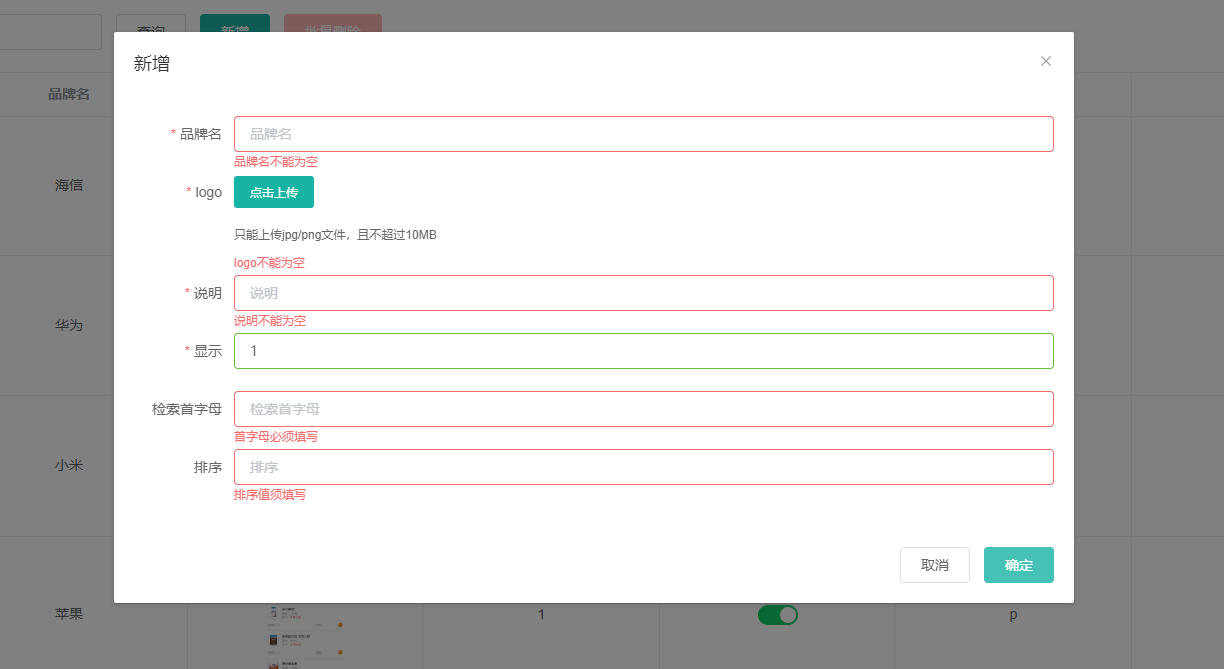 查询 新增 批量删除
新增
品牌名
* 品牌名 品牌名
品牌名不能为空
海信
* logo 点击上传
只能上传jpg/png文件，且不超过10MB
logo不能为空
* 说明 说明
说明不能为空
华为
* 显示 1
检索首字母 检索首字母
首字母必须填写
小米
排序 排序
排序值须填写
取消 确定
苹果 1 p